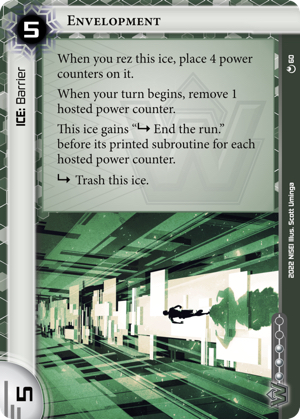 ENVELOPMENT
5
ICE: Barrier
When you rez this ice, place 4 power
counters on it.
When your turn begins, remove 1
hosted power counter.
This ice gains “↳ End the run.”
before its printed subroutine for each
hosted power counter.
↳ Trash this ice.
60
2022 NISEI Illus. Scott Uminga
5